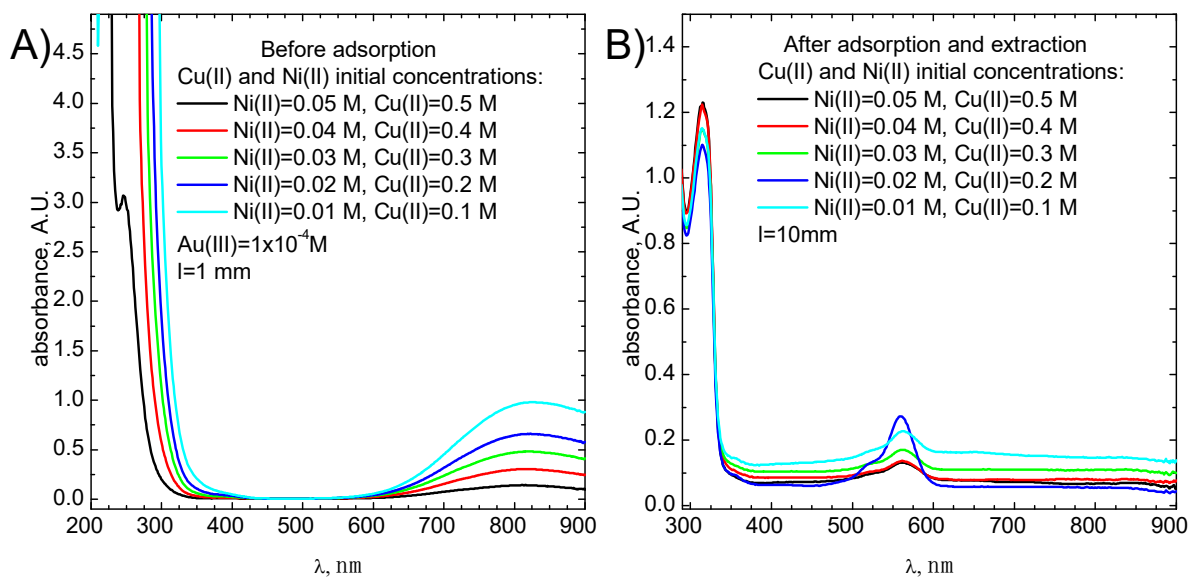 A)
Before adsorption
Cu(II) and Ni(II) initial concentrations:
Ni(II)=0.05 M, Cu(II)=0.5 M
Ni(II)=0.04 M, Cu(II)=0.4 M
Ni(II)=0.03 M, Cu(II)=0.3 M
Ni(II)=0.02 M, Cu(II)=0.2 M
Ni(II)=0.01 M, Cu(II)=0.1 M
Au(III)=1x10⁻⁴M
l=1 mm
absorbance, A.U.
4.5
4.0
3.5
3.0
2.5
2.0
1.5
1.0
0.5
0.0
200 300 400 500 600 700 800 900
λ, nm
B)
After adsorption and extraction
Cu(II) and Ni(II) initial concentrations:
Ni(II)=0.05 M, Cu(II)=0.5 M
Ni(II)=0.04 M, Cu(II)=0.4 M
Ni(II)=0.03 M, Cu(II)=0.3 M
Ni(II)=0.02 M, Cu(II)=0.2 M
Ni(II)=0.01 M, Cu(II)=0.1 M
l=10mm
absorbance, A.U.
1.4
1.2
1.0
0.8
0.6
0.4
0.2
0.0
300 400 500 600 700 800 900
λ, nm